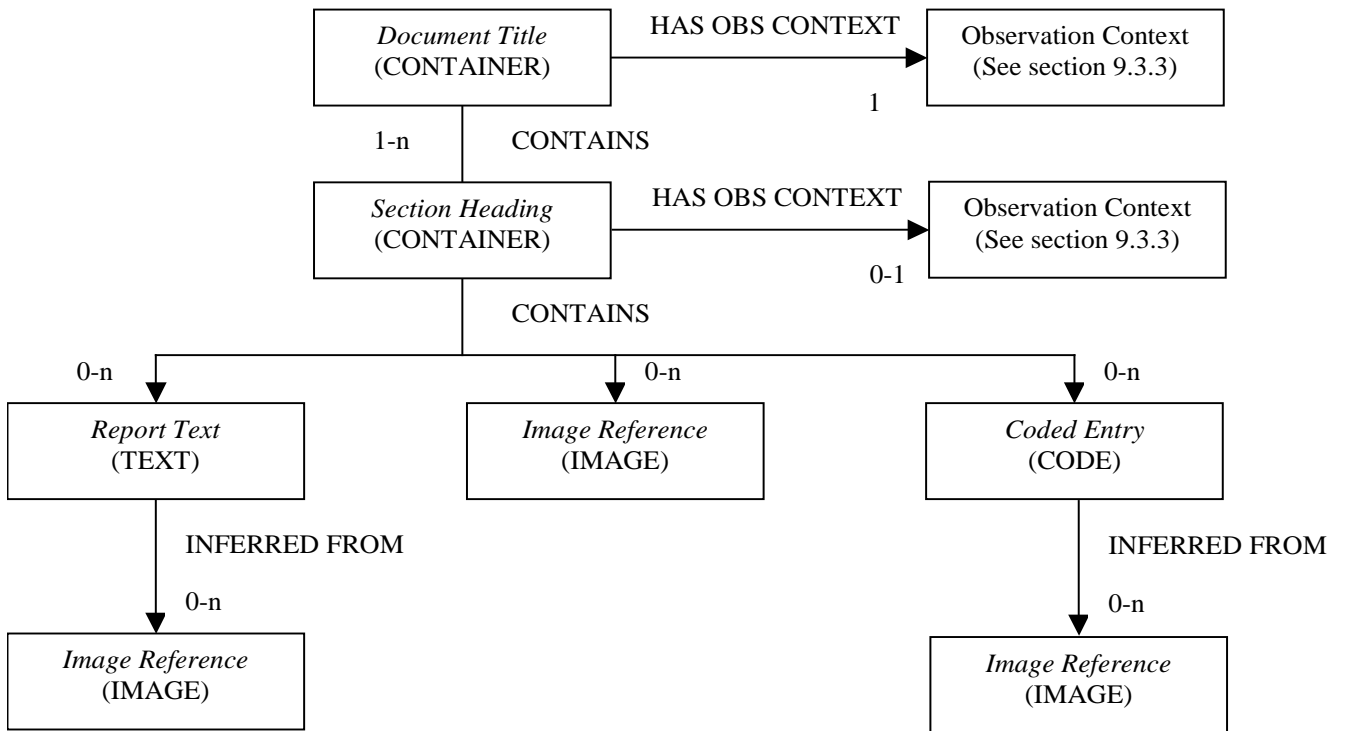 Document Title
(CONTAINER)
HAS OBS CONTEXT
1
Observation Context
(See section 9.3.3)
1-n
CONTAINS
Section Heading
(CONTAINER)
HAS OBS CONTEXT
0-1
Observation Context
(See section 9.3.3)
CONTAINS
0-n
0-n
0-n
Report Text
(TEXT)
Image Reference
(IMAGE)
Coded Entry
(CODE)
INFERRED FROM
INFERRED FROM
0-n
0-n
Image Reference
(IMAGE)
Image Reference
(IMAGE)